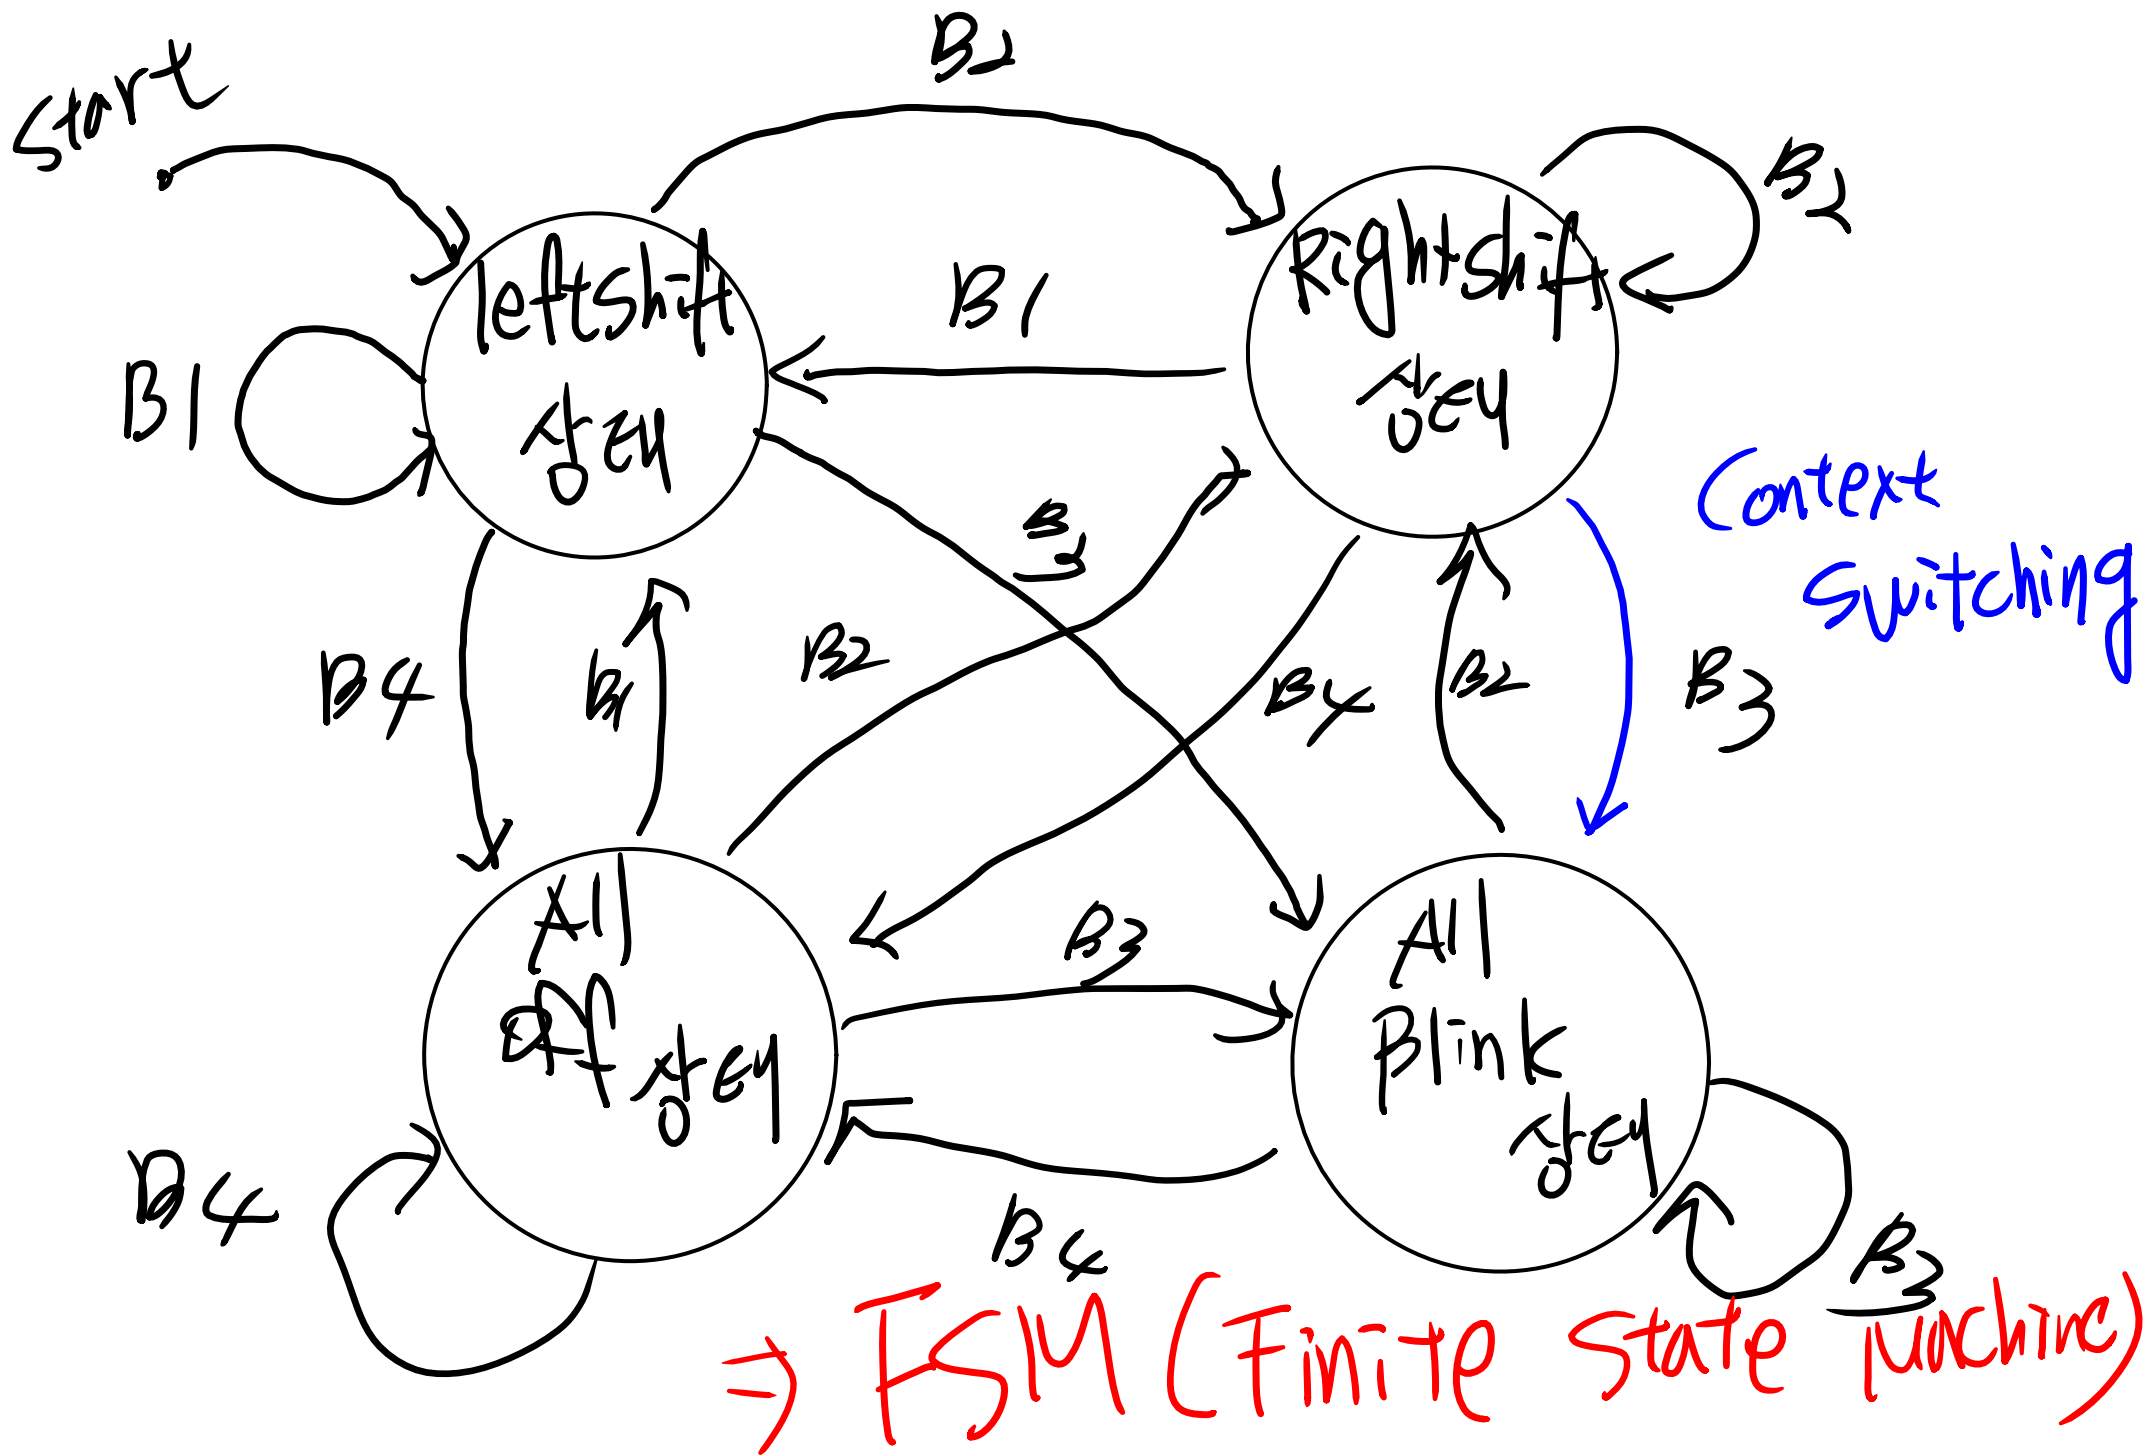 Start
B2
B2
leftshift
상태
Rightshift
상태
B1
B1
Context
switching
B3
B2
B4
B1
B4
B2
B3
All
off 상태
All
Blink
상태
B3
B4
B4
B3
⇒ FSM (Finite State Machine)